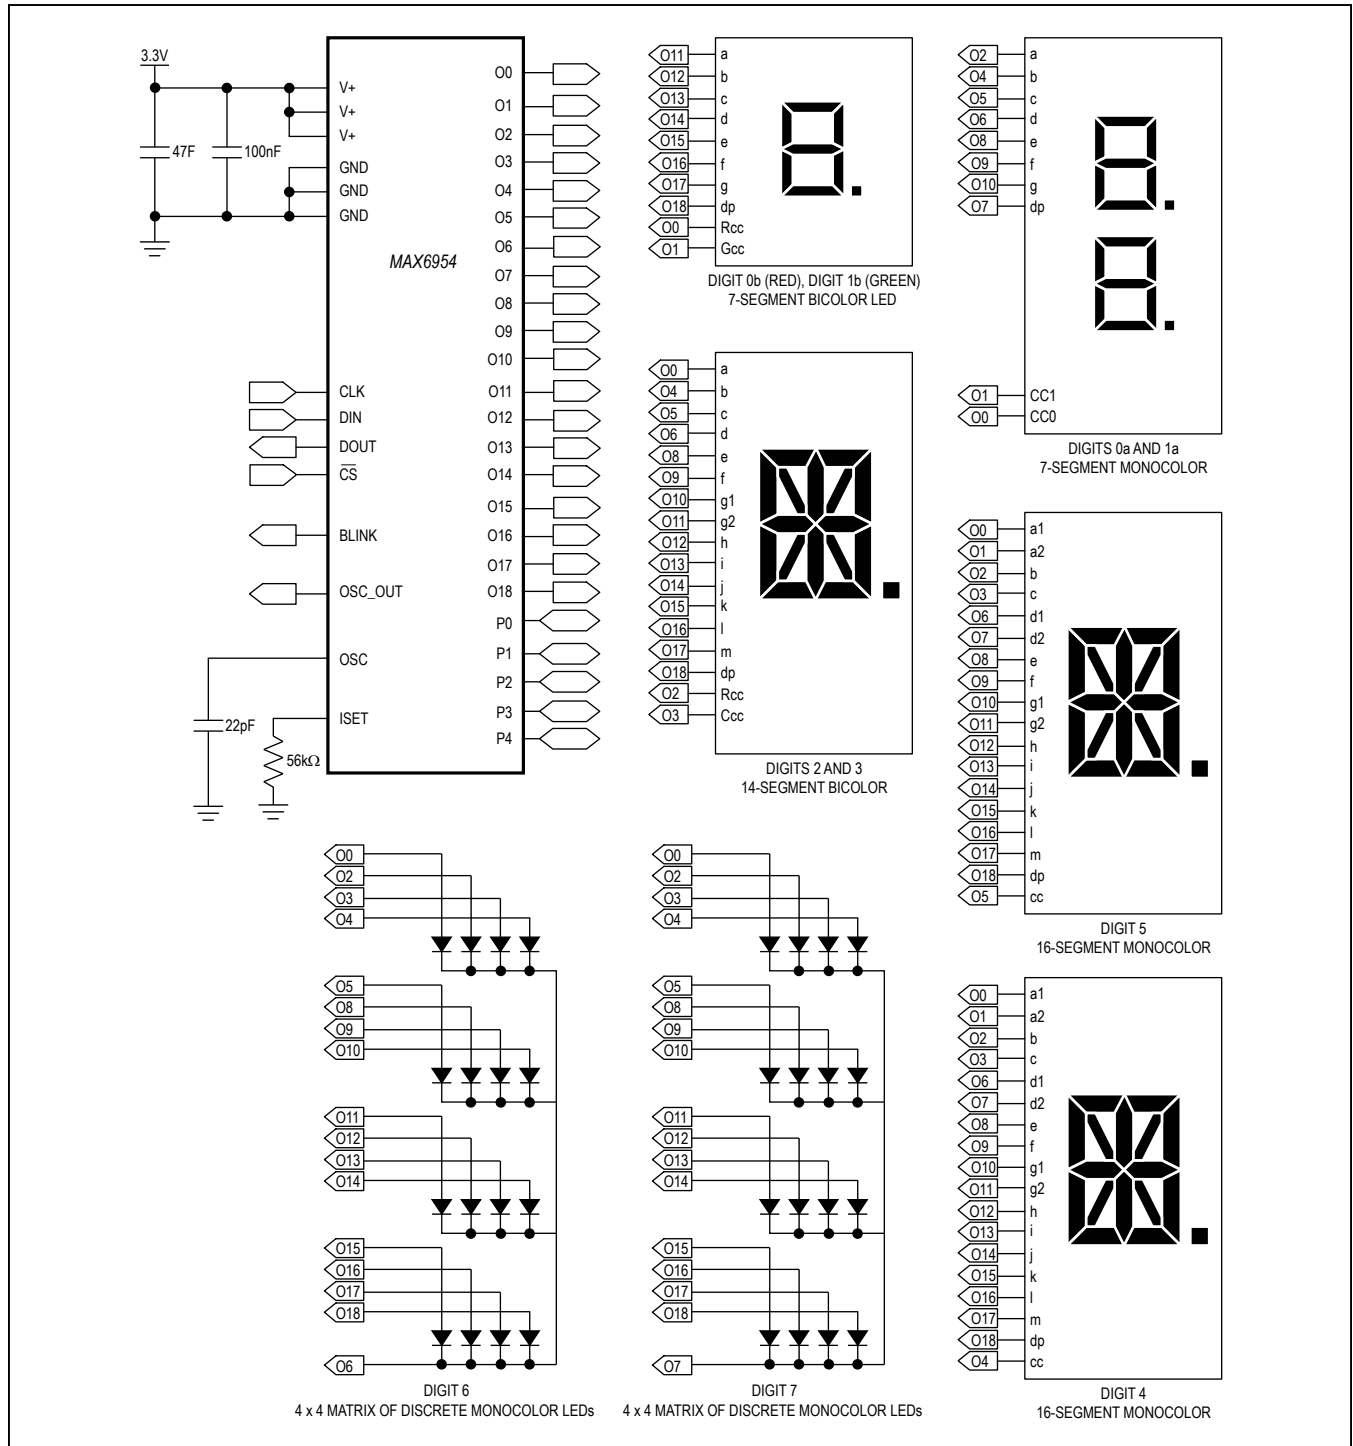 3.3V
47F
100nF
V+
V+
V+
GND
GND
GND
MAX6954
CLK
DIN
DOUT
CS
BLINK
OSC_OUT
OSC
ISET
22pF
56kΩ
O0
O1
O2
O3
O4
O5
O6
O7
O8
O9
O10
O11
O12
O13
O14
O15
O16
O17
O18
P0
P1
P2
P3
P4
O11 a
O12 b
O13 c
O14 d
O15 e
O16 f
O17 g
O18 dp
O0 Rcc
O1 Gcc
DIGIT 0b (RED), DIGIT 1b (GREEN)
7-SEGMENT BICOLOR LED
O2 a
O4 b
O5 c
O6 d
O8 e
O9 f
O10 g
O7 dp
O1 CC1
O0 CC0
DIGITS 0a AND 1a
7-SEGMENT MONOCOLOR
O0 a
O4 b
O5 c
O6 d
O8 e
O9 f
O10 g1
O11 g2
O12 h
O13 i
O14 j
O15 k
O16 l
O17 m
O18 dp
O2 Rcc
O3 Ccc
DIGITS 2 AND 3
14-SEGMENT BICOLOR
O0 a1
O1 a2
O2 b
O3 c
O6 d1
O7 d2
O8 e
O9 f
O10 g1
O11 g2
O12 h
O13 i
O14 j
O15 k
O16 l
O17 m
O18 dp
O5 cc
DIGIT 5
16-SEGMENT MONOCOLOR
O0
O2
O3
O4
O5
O8
O9
O10
O11
O12
O13
O14
O15
O16
O17
O18
O6
DIGIT 6
4 x 4 MATRIX OF DISCRETE MONOCOLOR LEDs
O0
O2
O3
O4
O5
O8
O9
O10
O11
O12
O13
O14
O15
O16
O17
O18
O7
DIGIT 7
4 x 4 MATRIX OF DISCRETE MONOCOLOR LEDs
O0 a1
O1 a2
O2 b
O3 c
O6 d1
O7 d2
O8 e
O9 f
O10 g1
O11 g2
O12 h
O13 i
O14 j
O15 k
O16 l
O17 m
O18 dp
O4 cc
DIGIT 4
16-SEGMENT MONOCOLOR